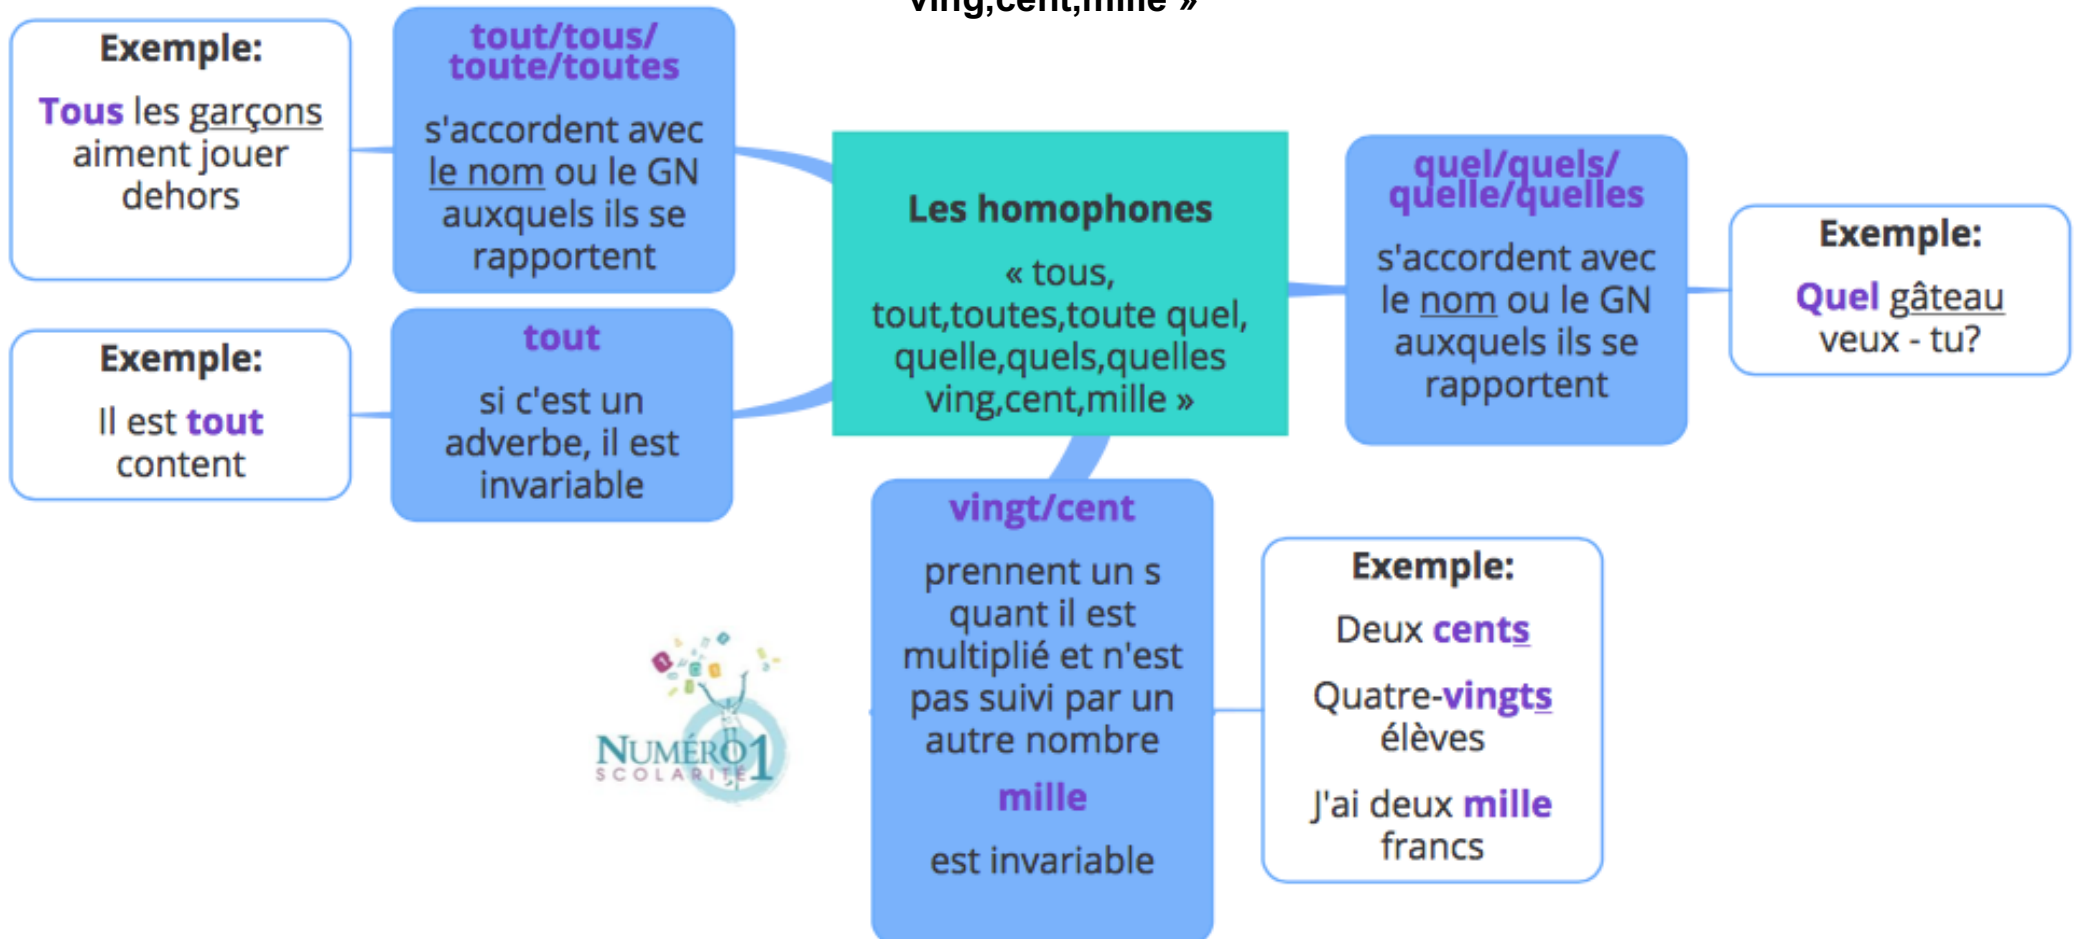 ving,cent,mille »
Exemple:
Tous les garçons
aiment jouer
dehors
tout/tous/
toute/toutes
s'accordent avec
le nom ou le GN
auxquels ils se
rapportent
Exemple:
Il est tout
content
tout
si c'est un
adverbe, il est
invariable
Les homophones
« tous,
tout,toutes,toute quel,
quelle,quels,quelles
ving,cent,mille »
quel/quels/
quelle/quelles
s'accordent avec
le nom ou le GN
auxquels ils se
rapportent
Exemple:
Quel gâteau
veux - tu?
vingt/cent
prennent un s
quant il est
multiplié et n'est
pas suivi par un
autre nombre
mille
est invariable
Exemple:
Deux cents
Quatre-vingts
élèves
J'ai deux mille
francs
NUMÉRO1
SCOLARITÉ